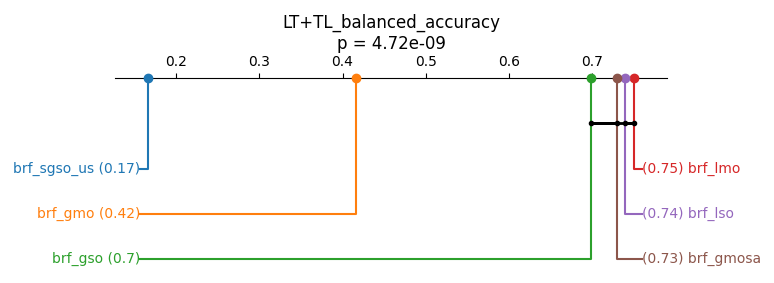 LT+TL_balanced_accuracy
p = 4.72e-09
0.2 0.3 0.4 0.5 0.6 0.7
brf_sgso_us (0.17) (0.75) brf_lmo
brf_gmo (0.42) (0.74) brf_lso
brf_gso (0.7) (0.73) brf_gmosa